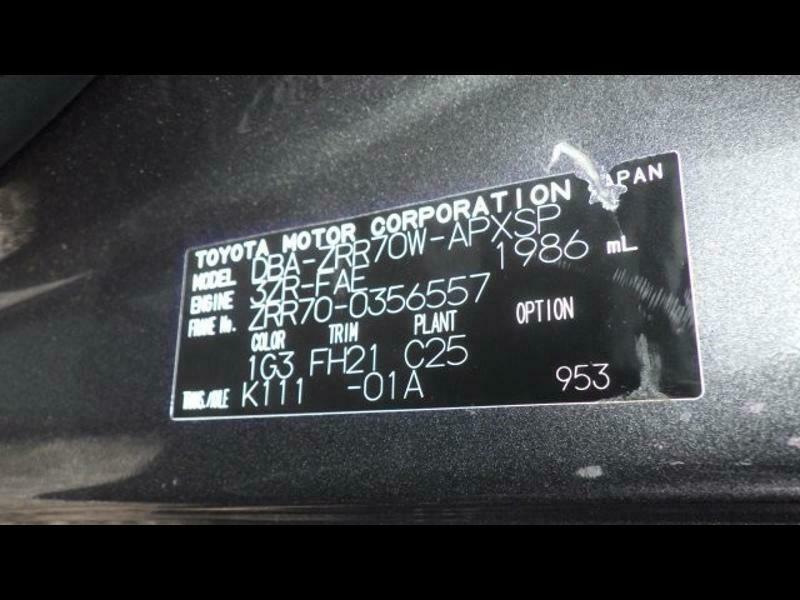 TOYOTA MOTOR CORPORATION JAPAN
MODEL DBA-ZRR70W-APXSP
ENGINE 3ZR-FAE 1986 mL
FRAME No. ZRR70-0356557
COLOR TRIM PLANT OPTION
1G3 FH21 C25
TRANS./AXLE K111 -01A 953